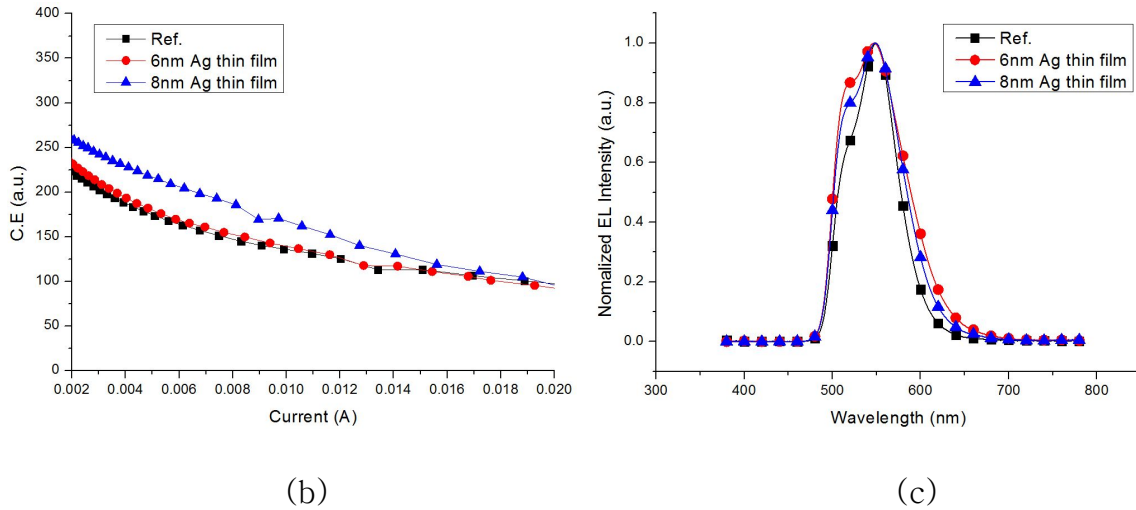 400
350
300
250
200
150
100
50
0
C.E (a.u.)
Ref.
6nm Ag thin film
8nm Ag thin film
0.002 0.004 0.006 0.008 0.010 0.012 0.014 0.016 0.018 0.020
Current (A)
(b)
1.0
0.8
0.6
0.4
0.2
0.0
Nomalized EL Intensity (a.u.)
Ref.
6nm Ag thin film
8nm Ag thin film
300 400 500 600 700 800
Wavelength (nm)
(c)